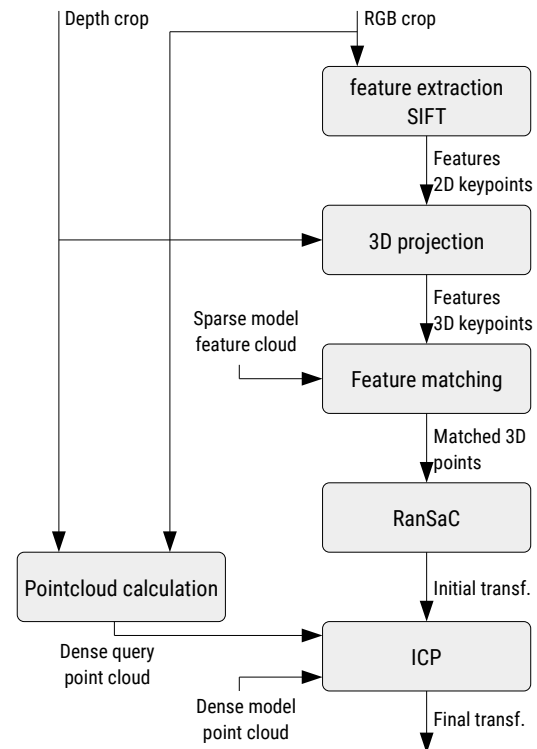 Depth crop
RGB crop
feature extraction
SIFT
Features
2D keypoints
3D projection
Features
3D keypoints
Sparse model
feature cloud
Feature matching
Matched 3D
points
RanSaC
Pointcloud calculation
Initial transf.
Dense query
point cloud
ICP
Dense model
point cloud
Final transf.